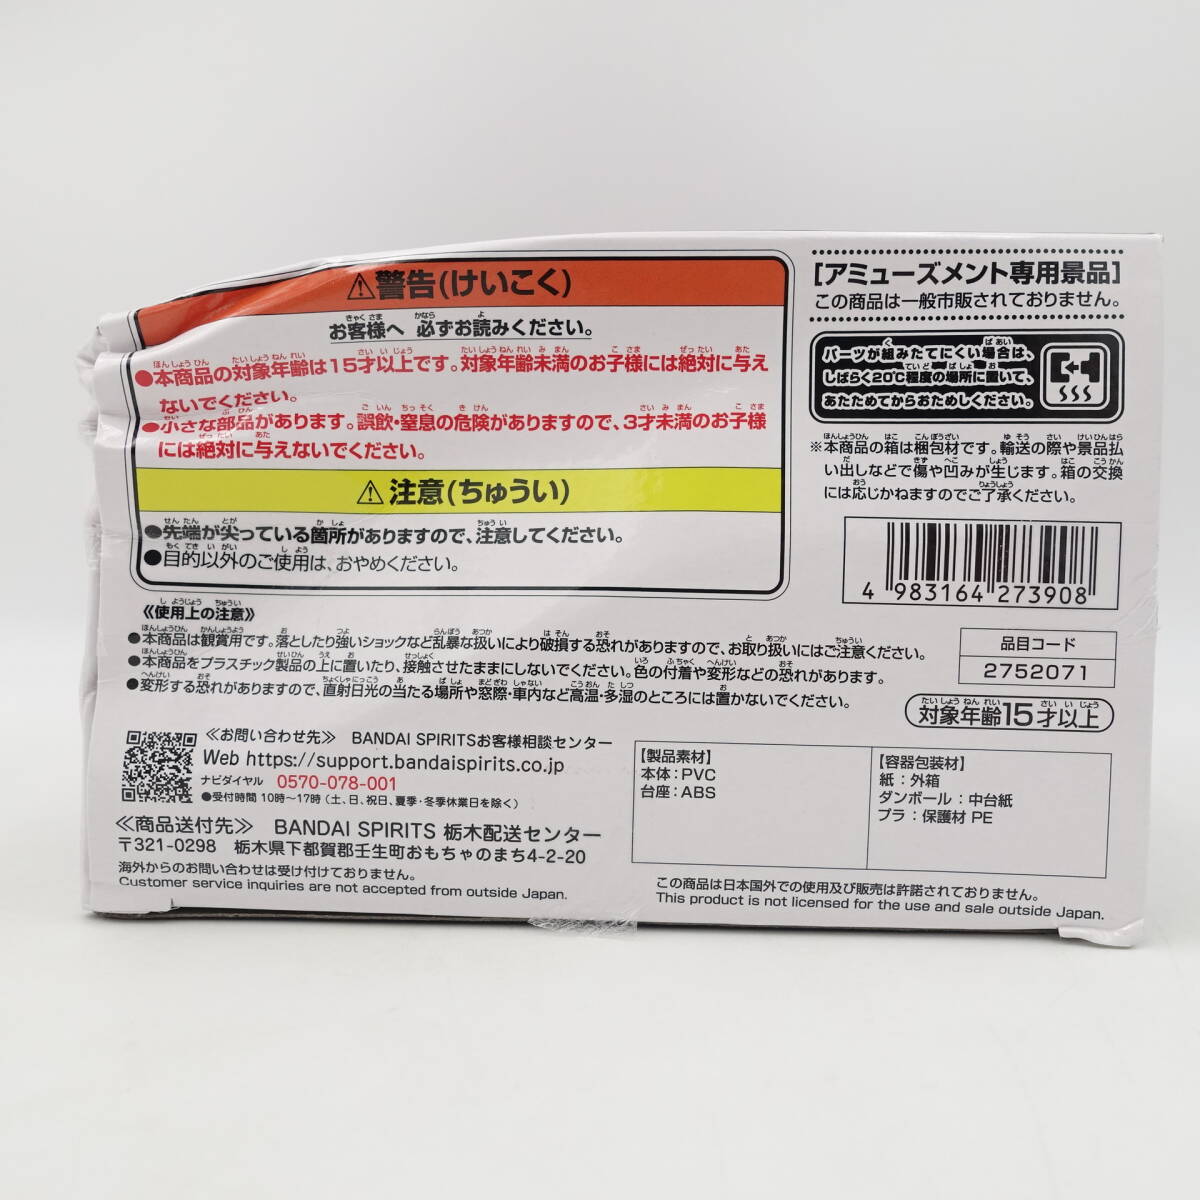 ⚠警告(けいこく)
お客様へ 必ずお読みください。
●本商品の対象年齢は15才以上です。対象年齢未満のお子様には絶対に与え
ないでください。
●小さな部品があります。誤飲・窒息の危険がありますので、3才未満のお子様
には絶対に与えないでください。
⚠注意(ちゅうい)
●先端が尖っている箇所がありますので、注意してください。
●目的以外のご使用は、おやめください。
《使用上の注意》
●本商品は観賞用です。落としたり強いショックなど乱暴な扱いにより破損する恐れがありますので、お取り扱いにはご注意ください。
●本商品をプラスチック製品の上に置いたり、接触させたままにしないでください。色の付着や変形などの恐れがあります。
●変形する恐れがありますので、直射日光の当たる場所や窓際・車内など高温・多湿のところには置かないでください。
≪お問い合わせ先≫ BANDAI SPIRITSお客様相談センター
Web https://support.bandaispirits.co.jp
ナビダイヤル 0570-078-001
●受付時間 10時〜17時(土、日、祝日、夏季・冬季休業日を除く)
≪商品送付先≫ BANDAI SPIRITS 栃木配送センター
〒321-0298 栃木県下都賀郡壬生町おもちゃのまち4-2-20
海外からのお問い合わせは受け付けておりません。
Customer service inquiries are not accepted from outside Japan.
[アミューズメント専用景品]
この商品は一般市販されておりません。
パーツが組みたてにくい場合は、
しばらく20℃程度の場所に置いて、
あたためてからおためしください。
※本商品の箱は梱包材です。輸送の際や景品払
い出しなどで傷や凹みが生じます。箱の交換
には応じかねますのでご了承ください。
4 983164 273908
品目コード
2752071
対象年齢15才以上
【製品素材】
本体:PVC
台座:ABS
【容器包装材】
紙:外箱
ダンボール:中台紙
プラ:保護材 PE
この商品は日本国外での使用及び販売は許諾されておりません。
This product is not licensed for the use and sale outside Japan.